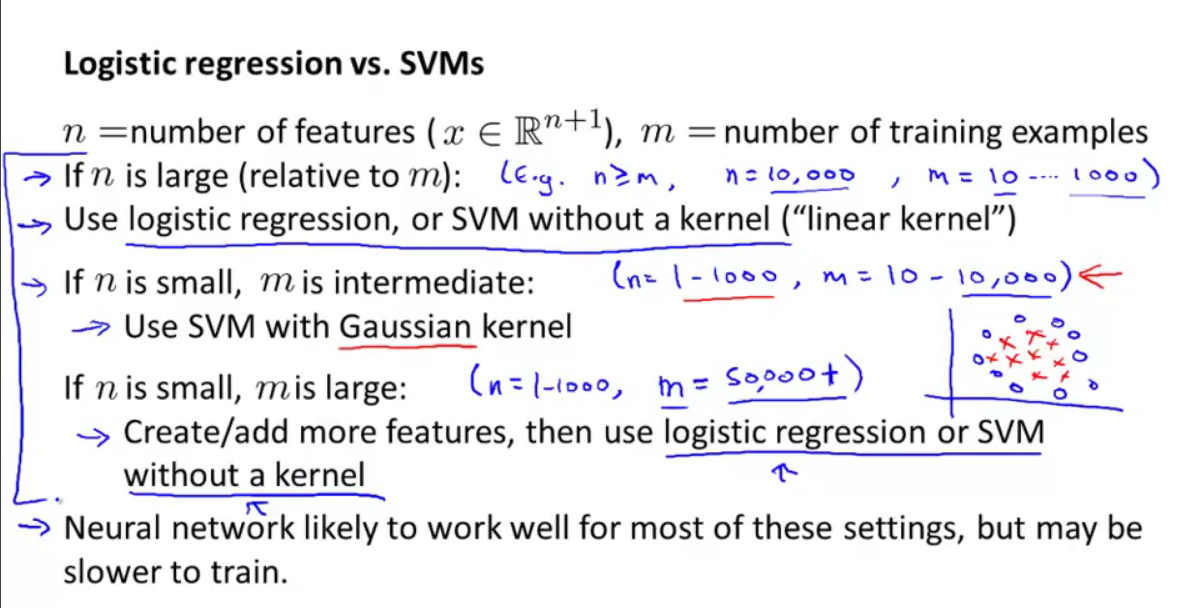 Logistic regression vs. SVMs
n =number of features (x ∈ ℝⁿ⁺¹), m = number of training examples
→ If n is large (relative to m): (E.g. n≥m, n=10,000, m=10 .... 1000)
→ Use logistic regression, or SVM without a kernel (“linear kernel”)
→ If n is small, m is intermediate: (n=1-1000, m=10-10,000) ←
→ Use SVM with Gaussian kernel
If n is small, m is large: (n=1-1000, m=50,000+)
→ Create/add more features, then use logistic regression or SVM
without a kernel
→ Neural network likely to work well for most of these settings, but may be
slower to train.